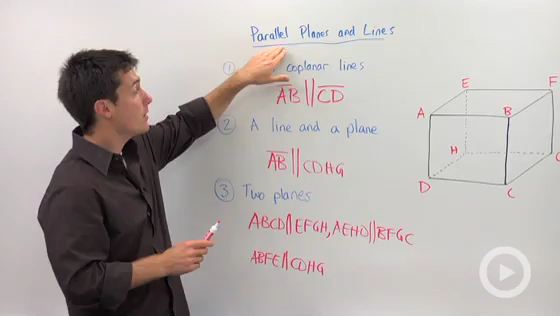 Parallel Planes and Lines
① coplanar lines
AB || CD
② A line and a plane
AB || CDHG
③ Two planes
ABCD || EFGH, AEHD || BFGC
ABFE || CDHG
E F
A B
H
D C